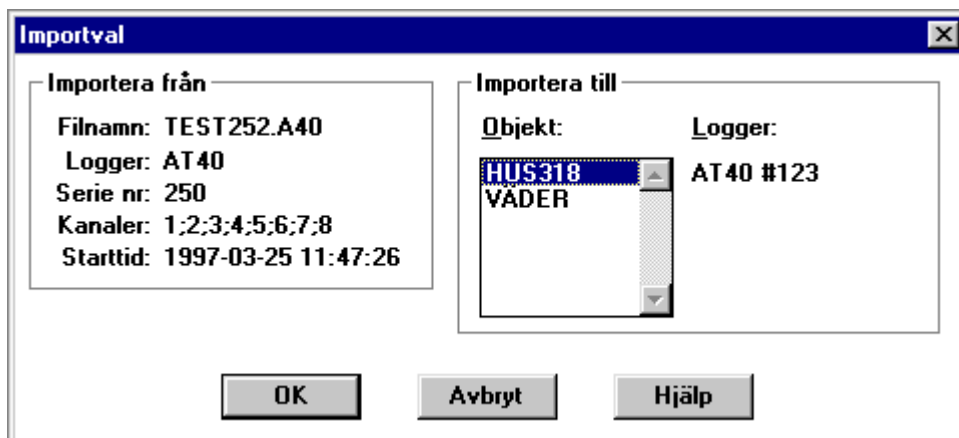 Importval
Importera från
Filnamn: TEST252.A40
Logger: AT40
Serie nr: 250
Kanaler: 1;2;3;4;5;6;7;8
Starttid: 1997-03-25 11:47:26
Importera till
Objekt:
HUS318
VÄDER
Logger:
AT40 #123
OK
Avbryt
Hjälp